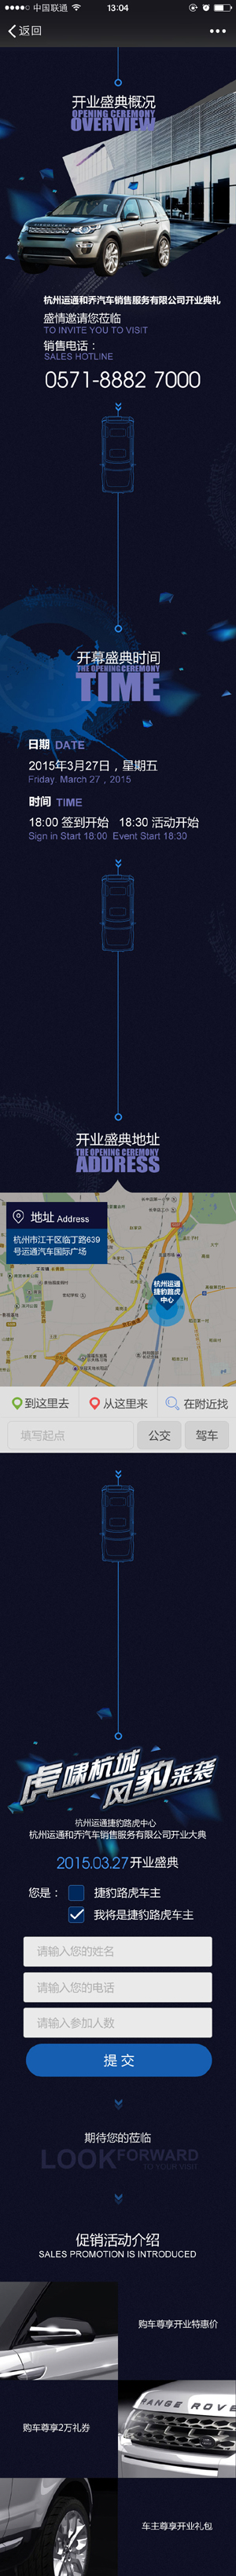 中国联通
13:04
返回
开业盛典概况
OPENING CEREMONY
OVERVIEW
杭州运通和乔汽车销售服务有限公司开业典礼
盛情邀请您莅临
TO INVITE YOU TO VISIT
销售电话：
SALES HOTLINE
0571-8882 7000
开幕盛典时间
THE OPENING CEREMONY
TIME
日期 DATE
2015年3月27日，星期五
Friday, March 27, 2015
时间 TIME
18:00 签到开始 18:30 活动开始
Sign in Start 18:00 Event Start 18:30
开业盛典地址
THE OPENING CEREMONY
ADDRESS
地址 Address
杭州市江干区临丁路639
号运通汽车国际广场
杭州运通
捷豹路虎
中心
到这里去 从这里来 在附近找
填写起点 公交 驾车
虎啸杭城
风豹来袭
杭州运通捷豹路虎中心
杭州运通和乔汽车销售服务有限公司开业大典
2015.03.27开业盛典
您是： 捷豹路虎车主
我将是捷豹路虎车主
请输入您的姓名
请输入您的电话
请输入参加人数
提 交
期待您的莅临
LOOK FORWARD
TO YOUR VISIT
促销活动介绍
SALES PROMOTION IS INTRODUCED
购车尊享开业特惠价
购车尊享2万礼券
RANGE ROVE
车主尊享开业礼包